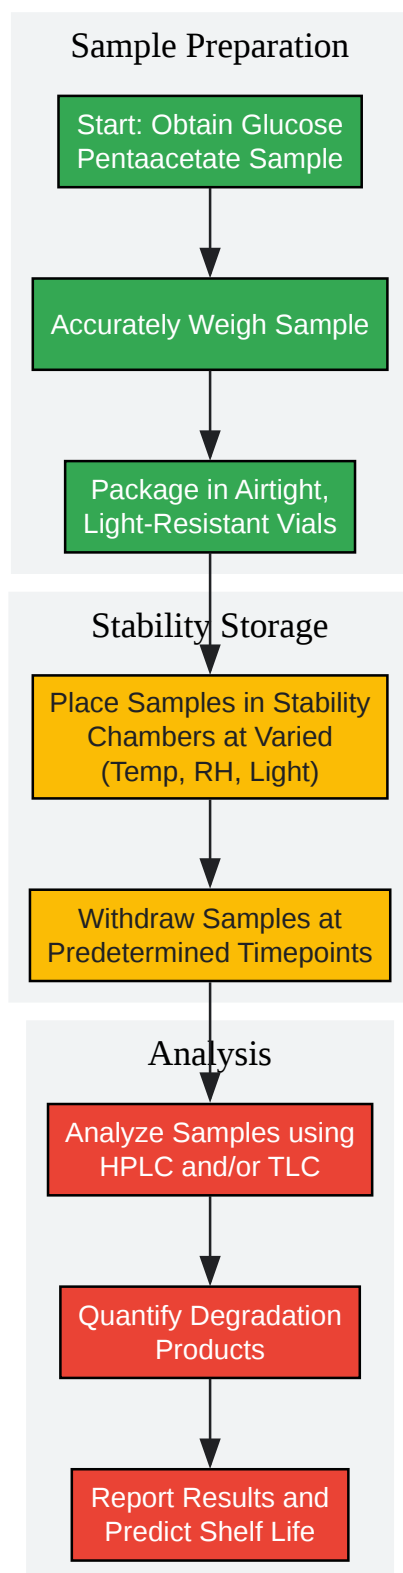 Sample Preparation
Start: Obtain Glucose
Pentaacetate Sample
Accurately Weigh Sample
Package in Airtight,
Light-Resistant Vials
Stability Storage
Place Samples in Stability
Chambers at Varied
(Temp, RH, Light)
Withdraw Samples at
Predetermined Timepoints
Analysis
Analyze Samples using
HPLC and/or TLC
Quantify Degradation
Products
Report Results and
Predict Shelf Life